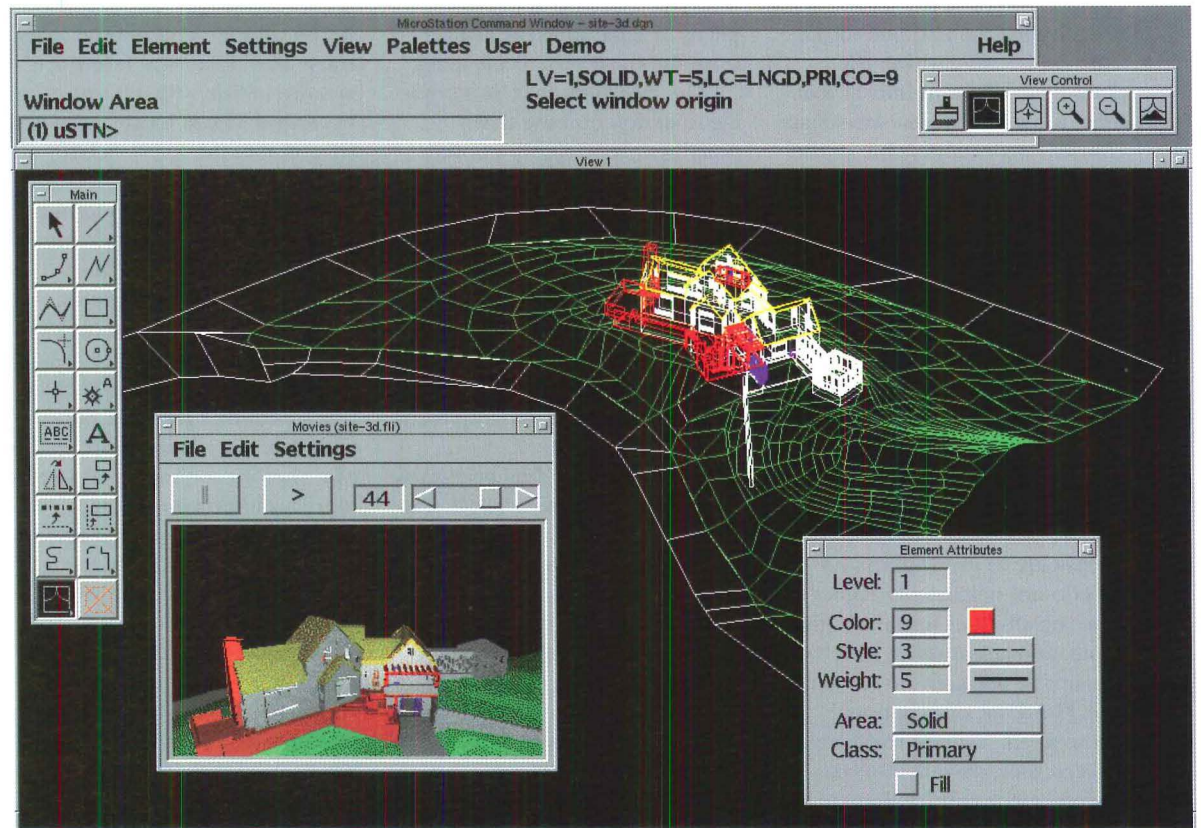 MicroStation Command Window – site-3d.dgn
File Edit Element Settings View Palettes User Demo Help
LV=1,SOLID,WT=5,LC=LNGD,PRI,CO=9
Window Area
Select window origin
(1) uSTN>
View Control
View 1
Main
A
ABC
A
Movies (site-3d.fli)
File Edit Settings
>
44
Element Attributes
Level: 1
Color: 9
Style: 3
Weight: 5
Area: Solid
Class: Primary
Fill